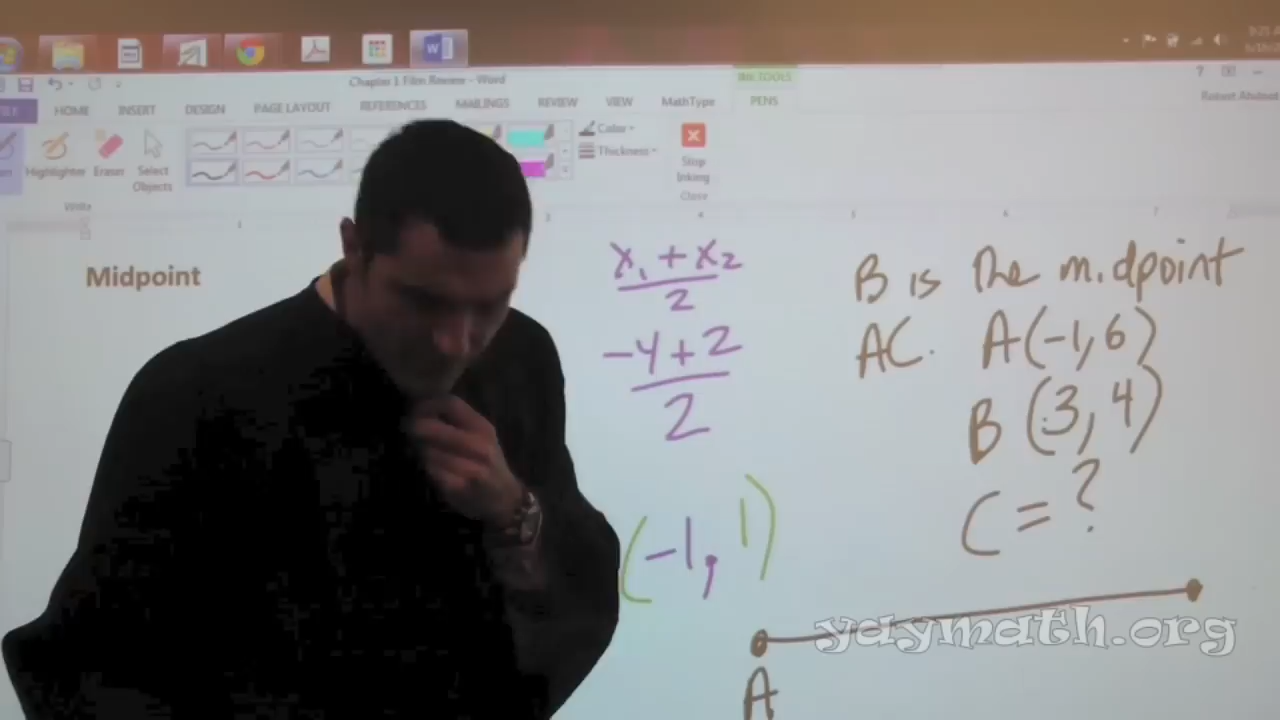 Chapter 1 Film Review - Word
INK TOOLS
HOME INSERT DESIGN PAGE LAYOUT REFERENCES MAILINGS REVIEW VIEW MathType PENS
Highlighter Eraser Select Objects
Color
Thickness
Stop Inking
Write
Close
Midpoint
x₁ + x₂
2
-4 + 2
2
(-1, 1)
B is the midpoint
AC. A(-1,6)
B (3, 4)
C = ?
A
yaymath.org